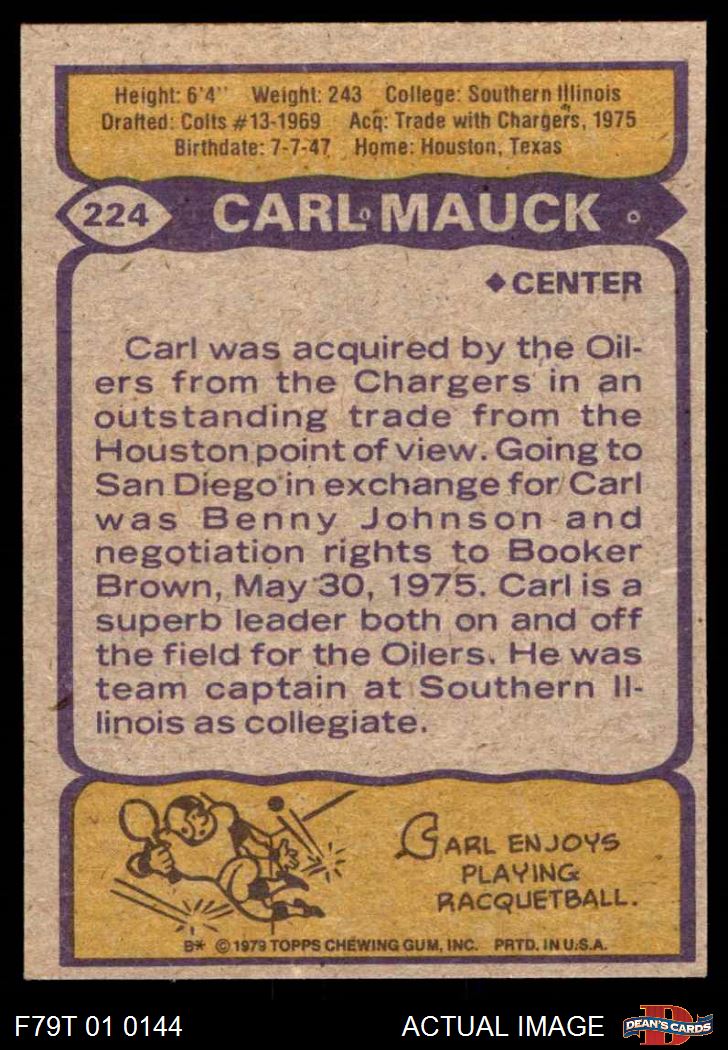 Height: 6'4'' Weight: 243 College: Southern Illinois
Drafted: Colts #13-1969 Acq: Trade with Chargers, 1975
Birthdate: 7-7-47 Home: Houston, Texas
224 CARL MAUCK
CENTER
Carl was acquired by the Oil-
ers from the Chargers in an
outstanding trade from the
Houston point of view. Going to
San Diego in exchange for Carl
was Benny Johnson and
negotiation rights to Booker
Brown, May 30, 1975. Carl is a
superb leader both on and off
the field for the Oilers. He was
team captain at Southern Il-
linois as collegiate.
CARL ENJOYS
PLAYING
RACQUETBALL.
B* © 1979 TOPPS CHEWING GUM, INC. PRTD. IN U.S.A.
F79T 01 0144 ACTUAL IMAGE D DEAN'S CARDS